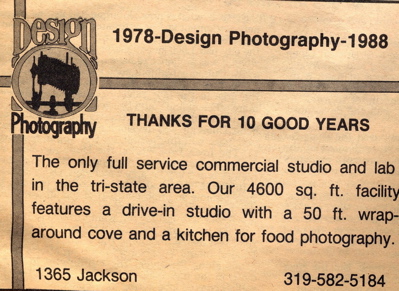 Design
Photography
1978-Design Photography-1988
THANKS FOR 10 GOOD YEARS
The only full service commercial studio and lab
in the tri-state area. Our 4600 sq. ft. facility
features a drive-in studio with a 50 ft. wrap-
around cove and a kitchen for food photography.
1365 Jackson 319-582-5184